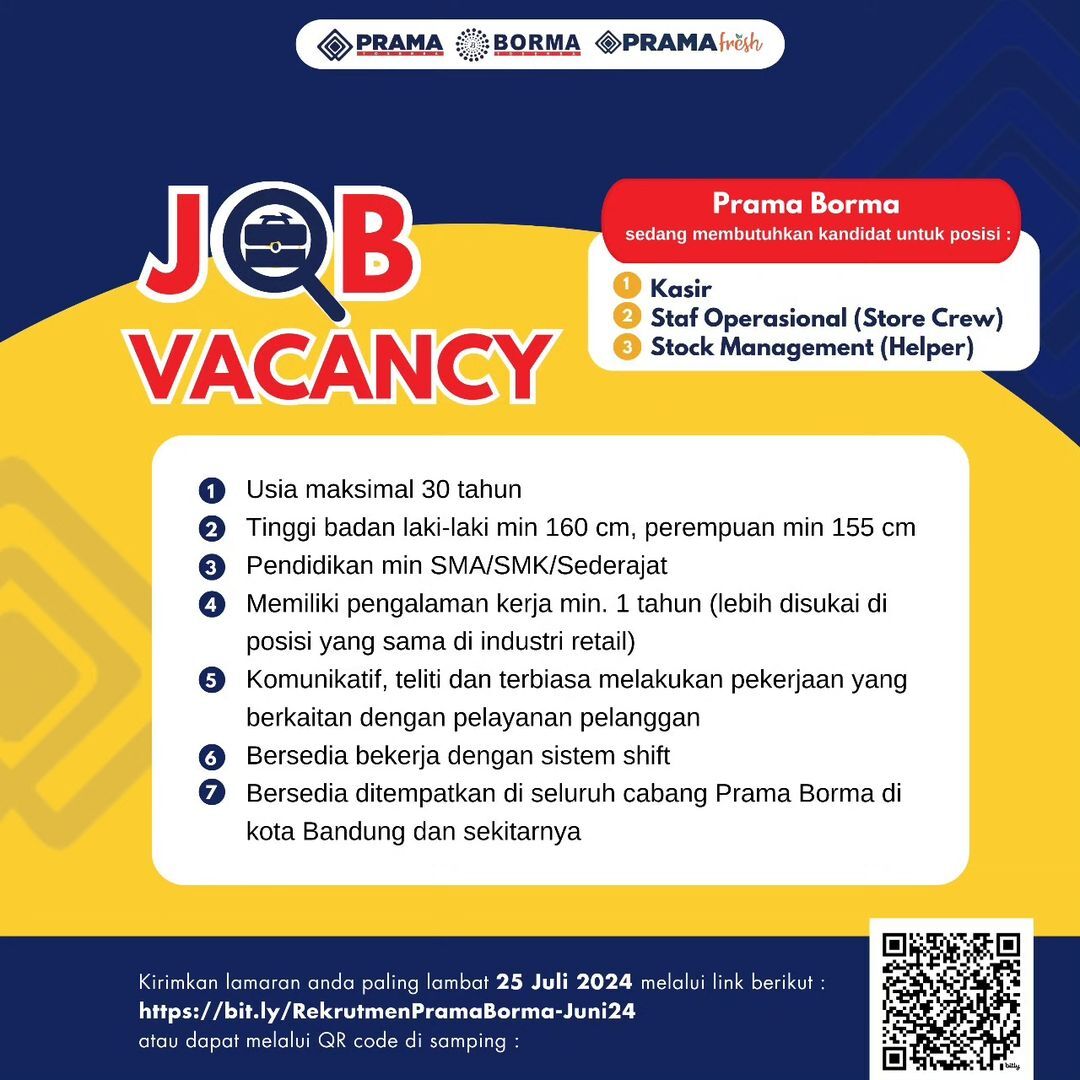 PRAMA BORMA PRAMA fresh
JOB
VACANCY
Prama Borma
sedang membutuhkan kandidat untuk posisi :
1 Kasir
2 Staf Operasional (Store Crew)
3 Stock Management (Helper)
1 Usia maksimal 30 tahun
2 Tinggi badan laki-laki min 160 cm, perempuan min 155 cm
3 Pendidikan min SMA/SMK/Sederajat
4 Memiliki pengalaman kerja min. 1 tahun (lebih disukai di
posisi yang sama di industri retail)
5 Komunikatif, teliti dan terbiasa melakukan pekerjaan yang
berkaitan dengan pelayanan pelanggan
6 Bersedia bekerja dengan sistem shift
7 Bersedia ditempatkan di seluruh cabang Prama Borma di
kota Bandung dan sekitarnya
Kirimkan lamaran anda paling lambat 25 Juli 2024 melalui link berikut :
https://bit.ly/RekrutmenPramaBorma-Juni24
atau dapat melalui QR code di samping :
bitly